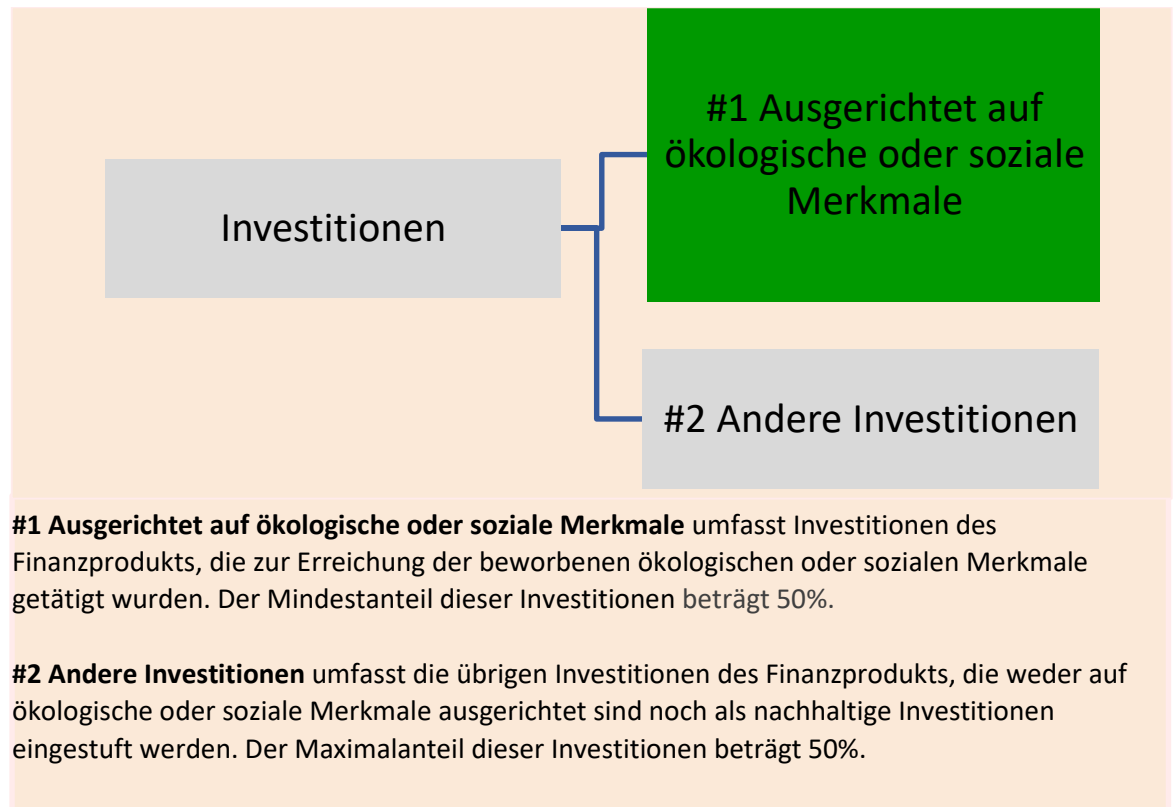 #1 Ausgerichtet auf
ökologische oder soziale
Merkmale
Investitionen
#2 Andere Investitionen
#1 Ausgerichtet auf ökologische oder soziale Merkmale umfasst Investitionen des
Finanzprodukts, die zur Erreichung der beworbenen ökologischen oder sozialen Merkmale
getätigt wurden. Der Mindestanteil dieser Investitionen beträgt 50%.
#2 Andere Investitionen umfasst die übrigen Investitionen des Finanzprodukts, die weder auf
ökologische oder soziale Merkmale ausgerichtet sind noch als nachhaltige Investitionen
eingestuft werden. Der Maximalanteil dieser Investitionen beträgt 50%.